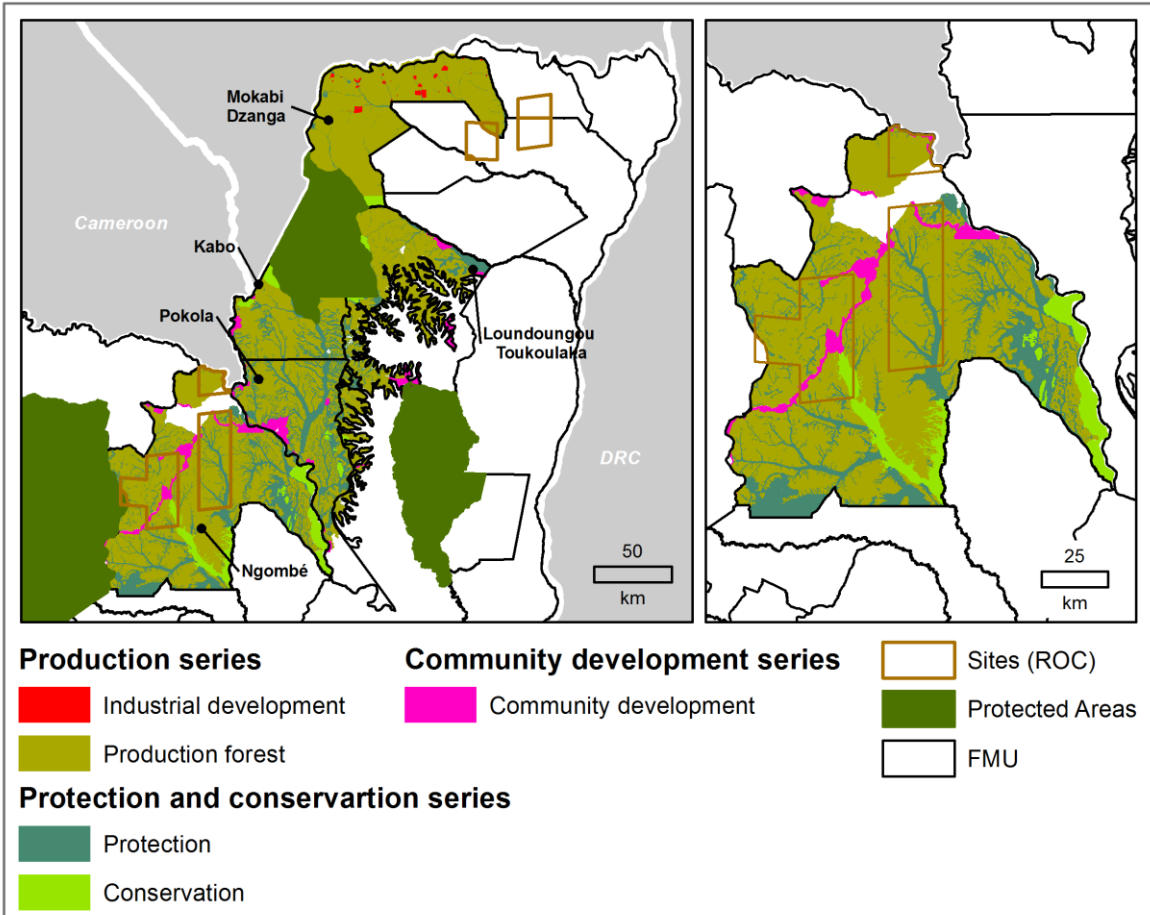 Mokabi
Dzanga
Cameroon
Kabo
Pokola
Loundoungou
Toukoulaka
DRC
Ngombé
50
km
25
km
Production series
Industrial development
Production forest
Protection and conservartion series
Protection
Conservation
Community development series
Community development
Sites (ROC)
Protected Areas
FMU